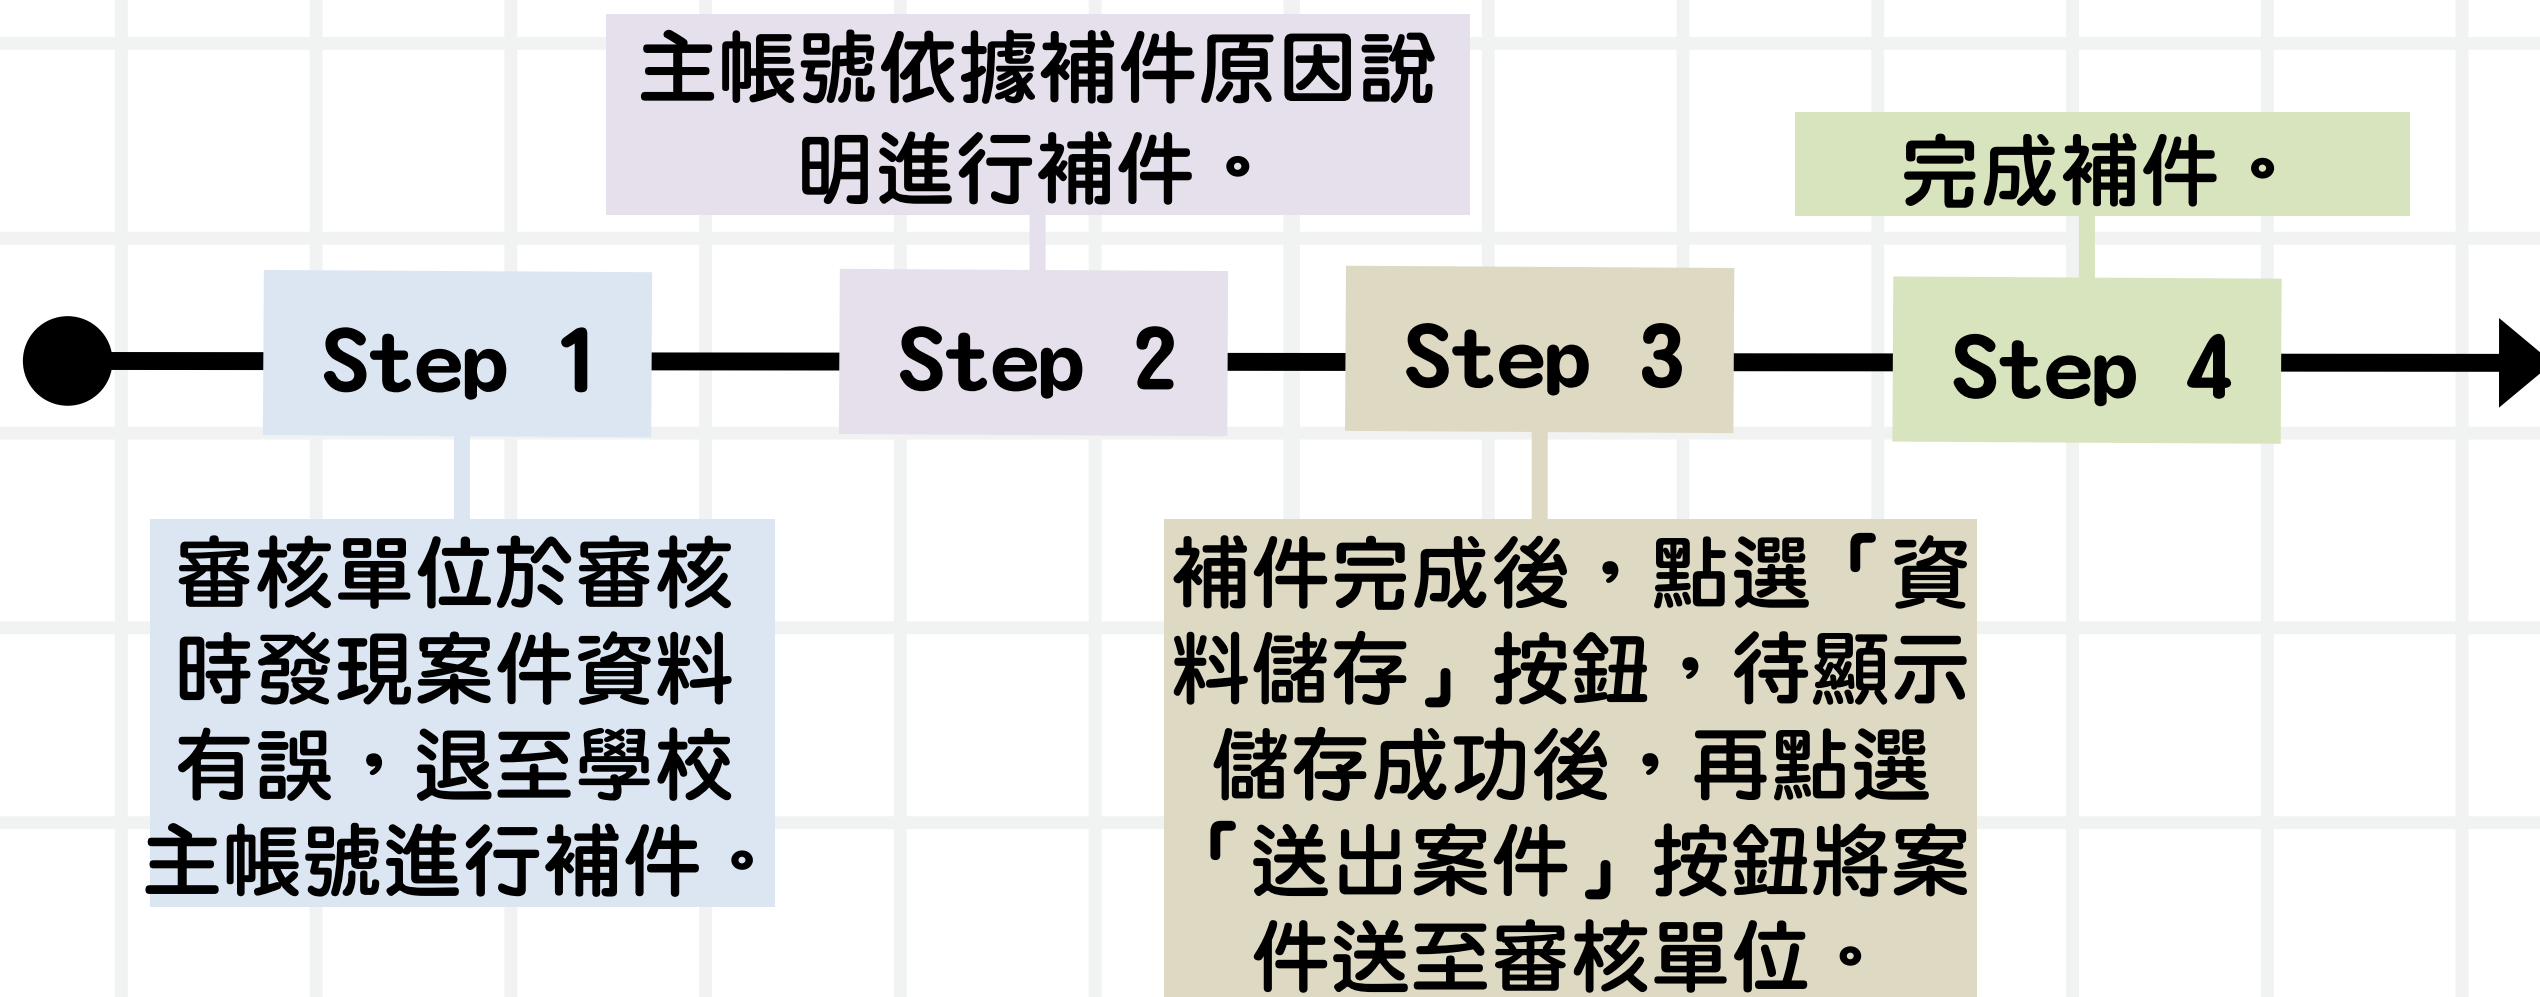 主帳號依據補件原因說
明進行補件。
完成補件。
Step 1
Step 2
Step 3
Step 4
審核單位於審核
時發現案件資料
有誤，退至學校
主帳號進行補件。
補件完成後，點選「資
料儲存」按鈕，待顯示
儲存成功後，再點選
「送出案件」按鈕將案
件送至審核單位。